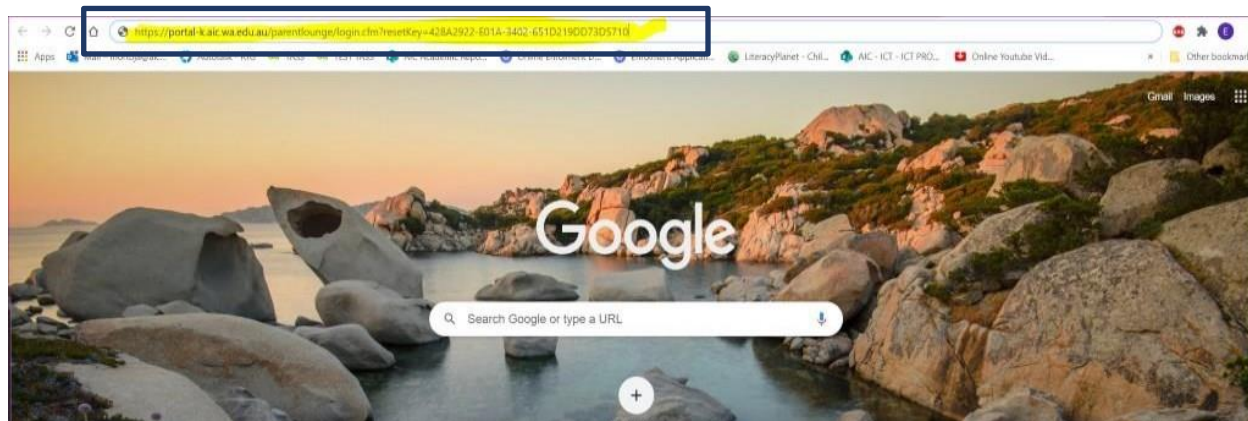 https://portal-k.aic.wa.edu.au/parentlounge/login.cfm?resetKey=428A2922-E01A-3402-651D219DD73D5710
E
Apps LiteracyPlanet - Chil... AIC - ICT - ICT PRO... Online Youtube Vid... » Other bookmark
Gmail Images
Google
Search Google or type a URL